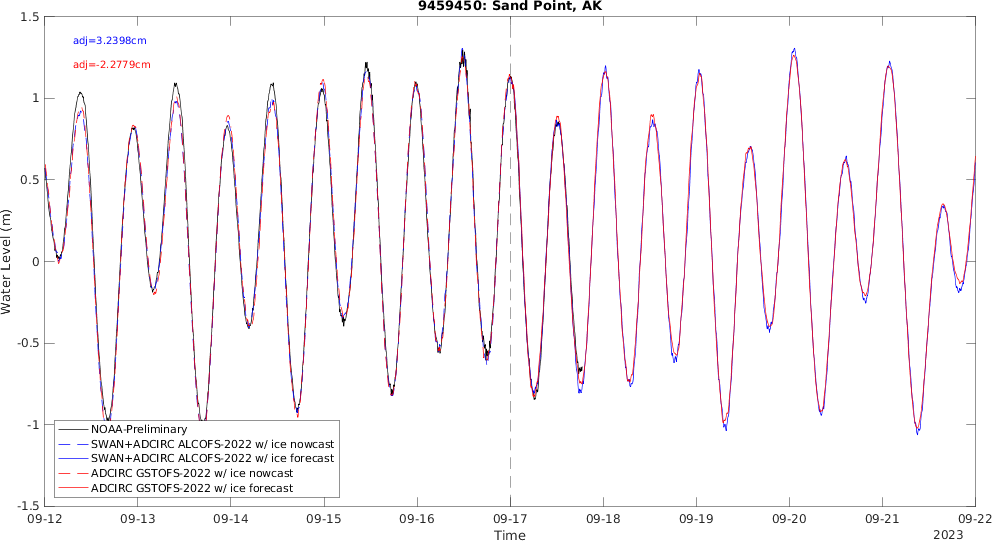 9459450: Sand Point, AK
adj=3.2398cm
adj=-2.2779cm
Water Level (m)
1.5
1
0.5
0
-0.5
-1
-1.5
NOAA-Preliminary
SWAN+ADCIRC ALCOFS-2022 w/ ice nowcast
SWAN+ADCIRC ALCOFS-2022 w/ ice forecast
ADCIRC GSTOFS-2022 w/ ice nowcast
ADCIRC GSTOFS-2022 w/ ice forecast
09-12 09-13 09-14 09-15 09-16 09-17 09-18 09-19 09-20 09-21 09-22
Time
2023